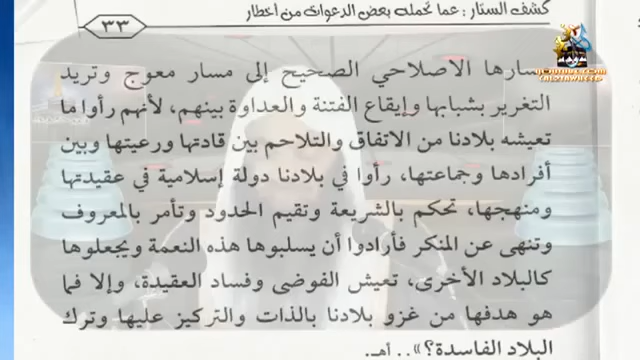 كشف الستار : عما تحمله بعض الدعوات من أخطار
٣٣
مسارها الاصلاحي الصحيح إلى مسار معوج وتريد
التغرير بشبابها وإيقاع الفتنة والعداوة بينهم، لأنهم رأوا ما
تعيشه بلادنا من الاتفاق والتلاحم بين قادتها ورعيتها وبين
أفرادها وجماعتها، رأوا في بلادنا دولة إسلامية في عقيدتها
ومنهجها، تحكم بالشريعة وتقيم الحدود وتأمر بالمعروف
وتنهى عن المنكر فأرادوا أن يسلبوها هذه النعمة ويجعلوها
كالبلاد الأخرى، تعيش الفوضى وفساد العقيدة، وإلا فما
هو هدفها من غزو بلادنا بالذات والتركيز عليها وترك
البلاد الفاسدة؟» .. أهـ.